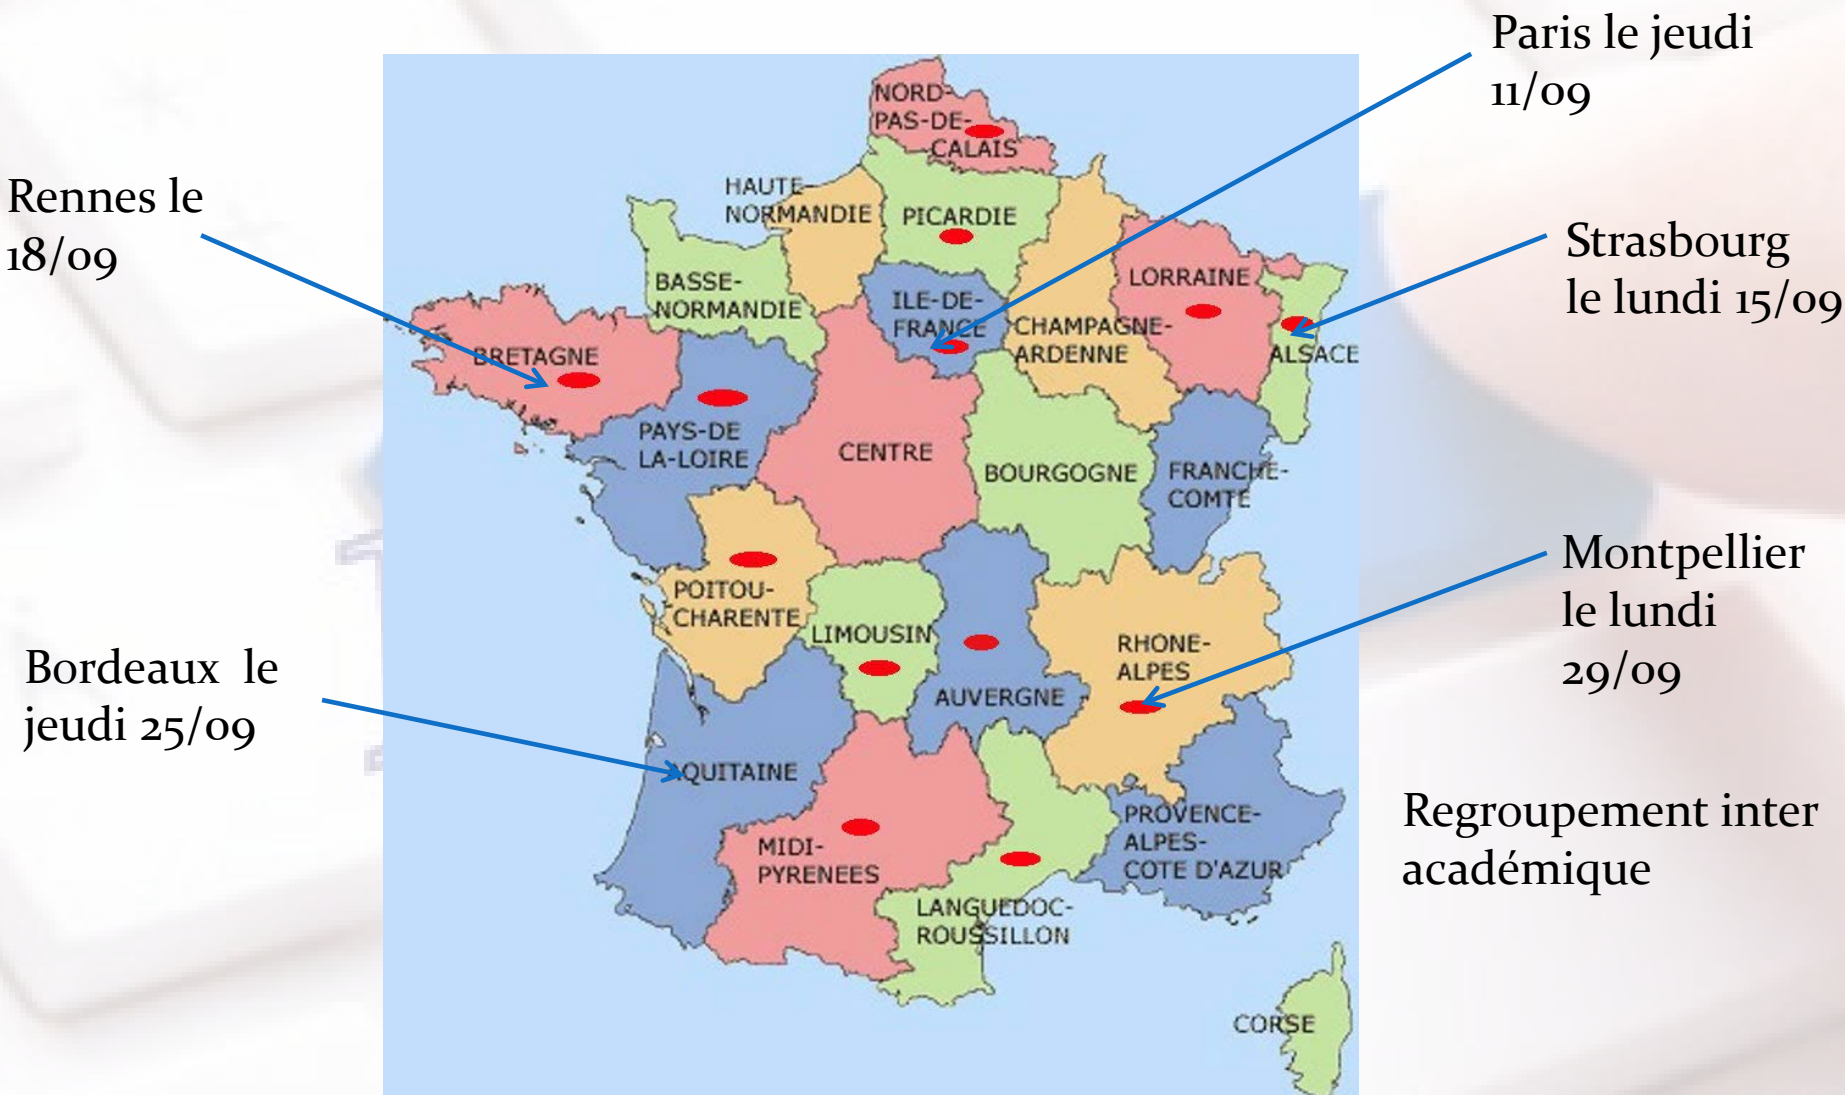 Paris le jeudi
11/09
Rennes le
18/09
Strasbourg
le lundi 15/09
Montpellier
le lundi
29/09
Bordeaux le
jeudi 25/09
Regroupement inter
académique
NORD-
PAS-DE-
CALAIS
HAUTE-
NORMANDIE
PICARDIE
BASSE-
NORMANDIE
ILE-DE-
FRANCE
CHAMPAGNE-
ARDENNE
LORRAINE
ALSACE
BRETAGNE
PAYS-DE
LA-LOIRE
CENTRE
BOURGOGNE
FRANCHE-
COMTE
POITOU-
CHARENTE
LIMOUSIN
AUVERGNE
RHONE-
ALPES
AQUITAINE
MIDI-
PYRENEES
LANGUEDOC-
ROUSSILLON
PROVENCE-
ALPES-
COTE D'AZUR
CORSE